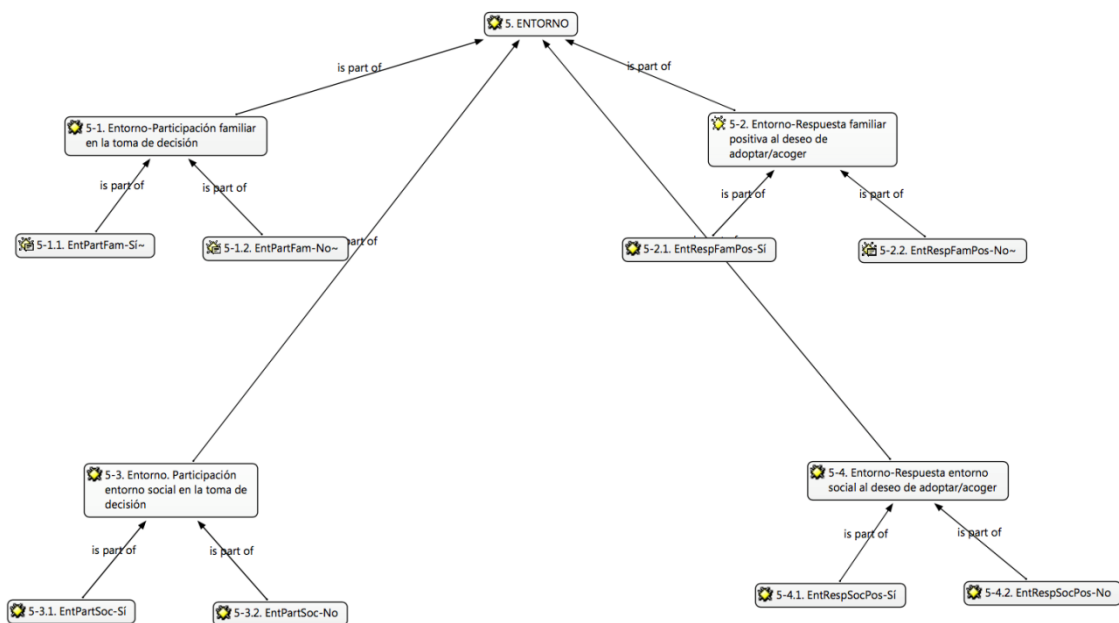 5. ENTORNO
is part of
is part of
5-1. Entorno-Participación familiar
en la toma de decisión
5-2. Entorno-Respuesta familiar
positiva al deseo de
adoptar/acoger
is part of
is part of
is part of
is part of
5-1.1. EntPartFam-Sí~
5-1.2. EntPartFam-No~
part of
5-2.1. EntRespFamPos-Sí
5-2.2. EntRespFamPos-No~
5-3. Entorno. Participación
entorno social en la toma de
decisión
5-4. Entorno-Respuesta entorno
social al deseo de adoptar/acoger
is part of
is part of
is part of
is part of
5-3.1. EntPartSoc-Sí
5-3.2. EntPartSoc-No
5-4.1. EntRespSocPos-Sí
5-4.2. EntRespSocPos-No